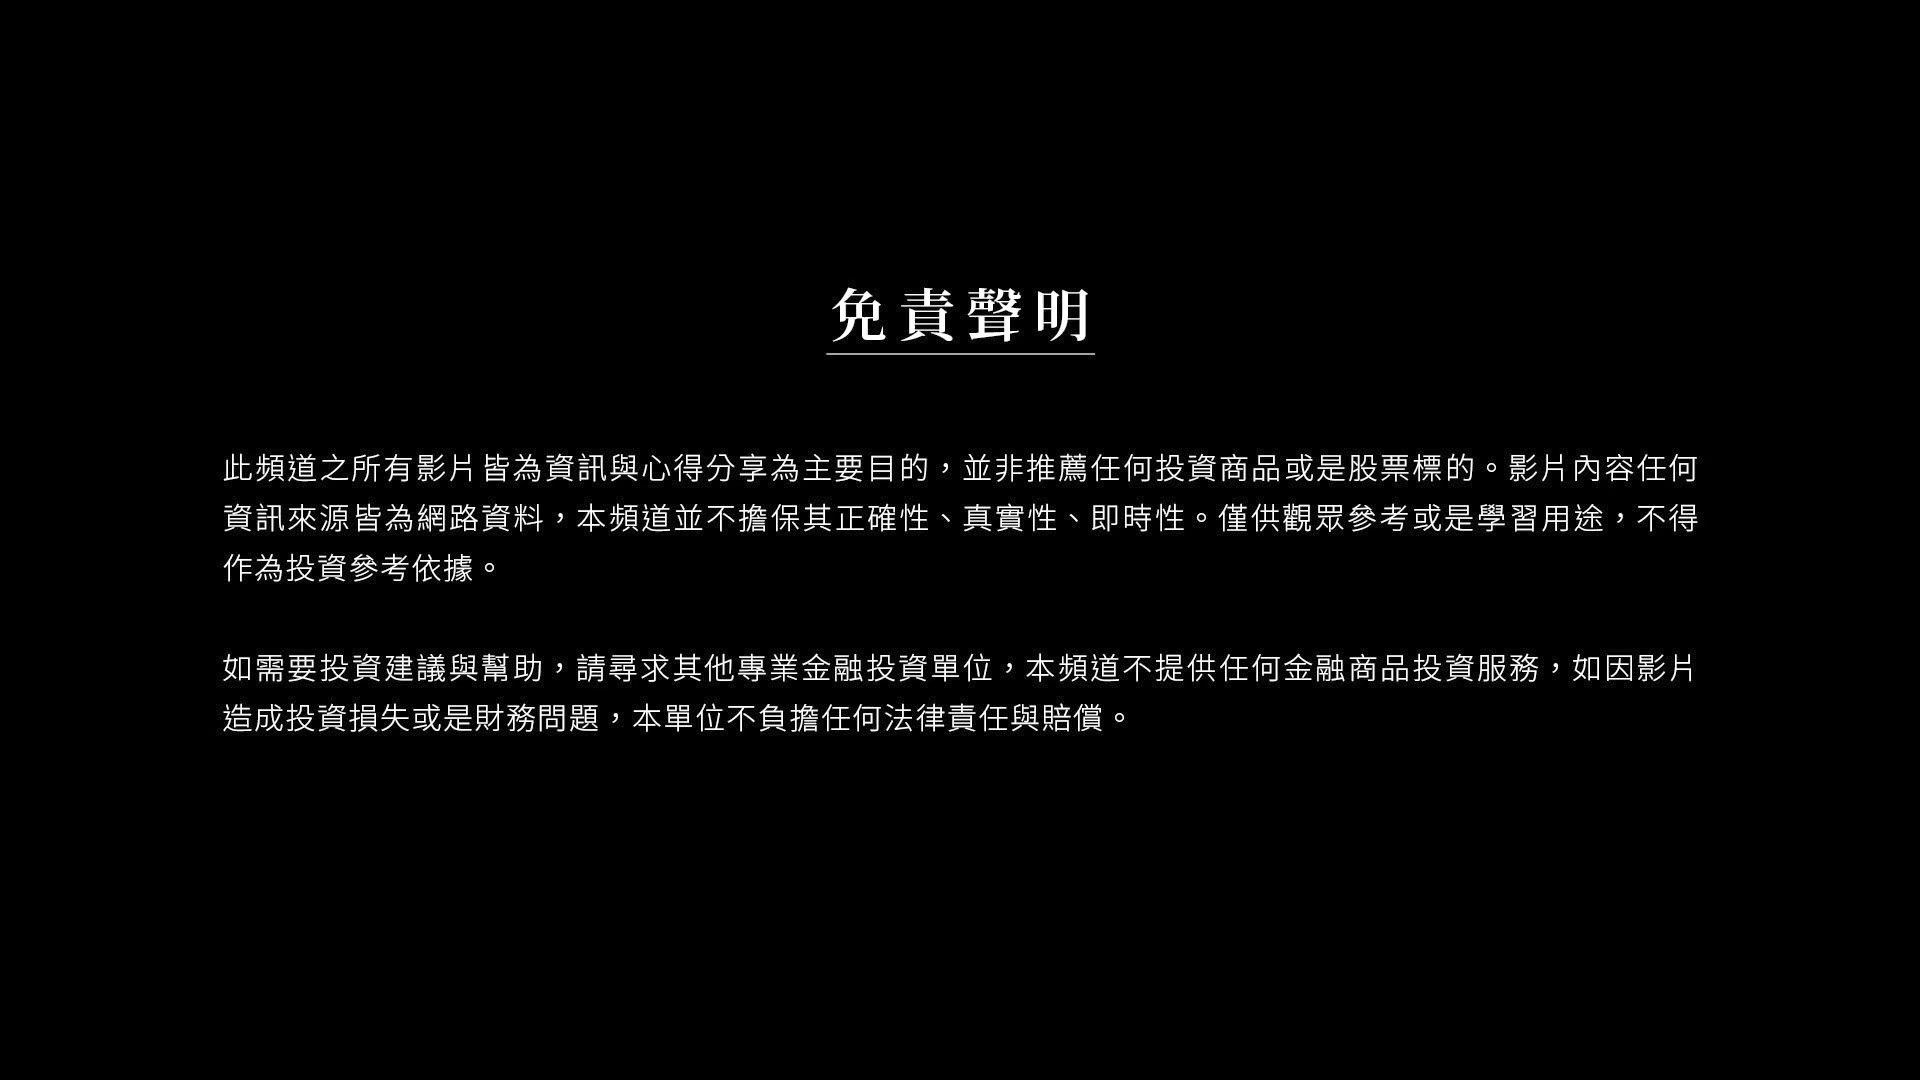 免責聲明
此頻道之所有影片皆為資訊與心得分享為主要目的，並非推薦任何投資商品或是股票標的。影片內容任何
資訊來源皆為網路資料，本頻道並不擔保其正確性、真實性、即時性。僅供觀眾參考或是學習用途，不得
作為投資參考依據。
如需要投資建議與幫助，請尋求其他專業金融投資單位，本頻道不提供任何金融商品投資服務，如因影片
造成投資損失或是財務問題，本單位不負擔任何法律責任與賠償。